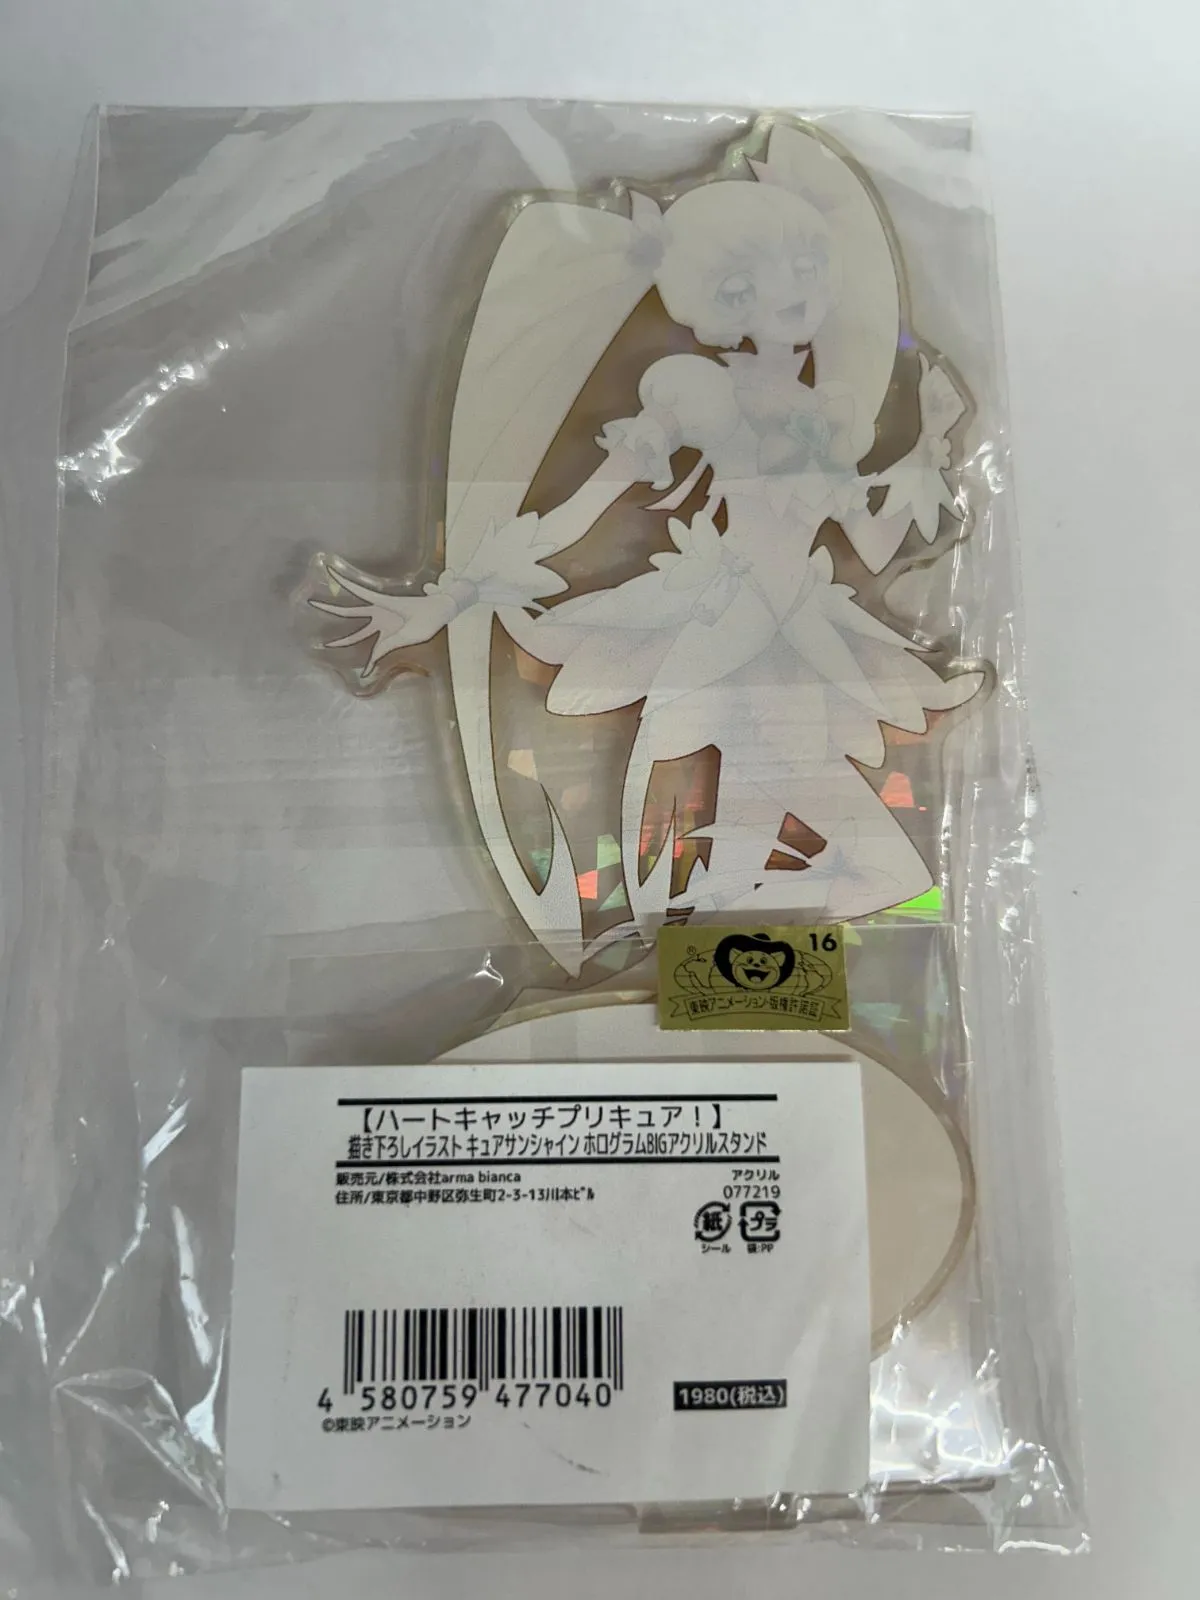 ® 16
東映アニメーション・版権許諾証
【ハートキャッチプリキュア！】
描き下ろしイラスト キュアサンシャイン ホログラムBIGアクリルスタンド
販売元/株式会社arma bianca
住所/東京都中野区弥生町2-3-13川本ﾋﾞﾙ
アクリル
077219
紙 プラ
シール 袋:PP
4 580759 477040
1980(税込)
©東映アニメーション